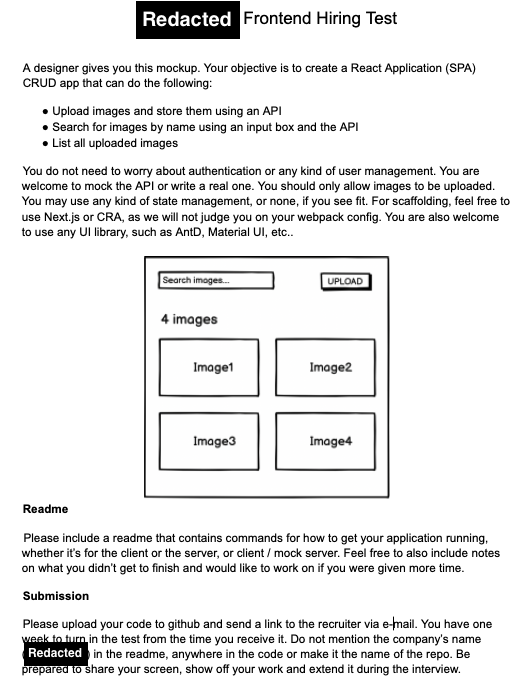 Redacted Frontend Hiring Test
A designer gives you this mockup. Your objective is to create a React Application (SPA)
CRUD app that can do the following:
● Upload images and store them using an API
● Search for images by name using an input box and the API
● List all uploaded images
You do not need to worry about authentication or any kind of user management. You are
welcome to mock the API or write a real one. You should only allow images to be uploaded.
You may use any kind of state management, or none, if you see fit. For scaffolding, feel free to
use Next.js or CRA, as we will not judge you on your webpack config. You are also welcome
to use any UI library, such as AntD, Material UI, etc..
Search images... UPLOAD
4 images
Image1 Image2
Image3 Image4
Readme
Please include a readme that contains commands for how to get your application running,
whether it's for the client or the server, or client / mock server. Feel free to also include notes
on what you didn't get to finish and would like to work on if you were given more time.
Submission
Please upload your code to github and send a link to the recruiter via e-mail. You have one
week to turn in the test from the time you receive it. Do not mention the company's name
(Redacted) in the readme, anywhere in the code or make it the name of the repo. Be
prepared to share your screen, show off your work and extend it during the interview.